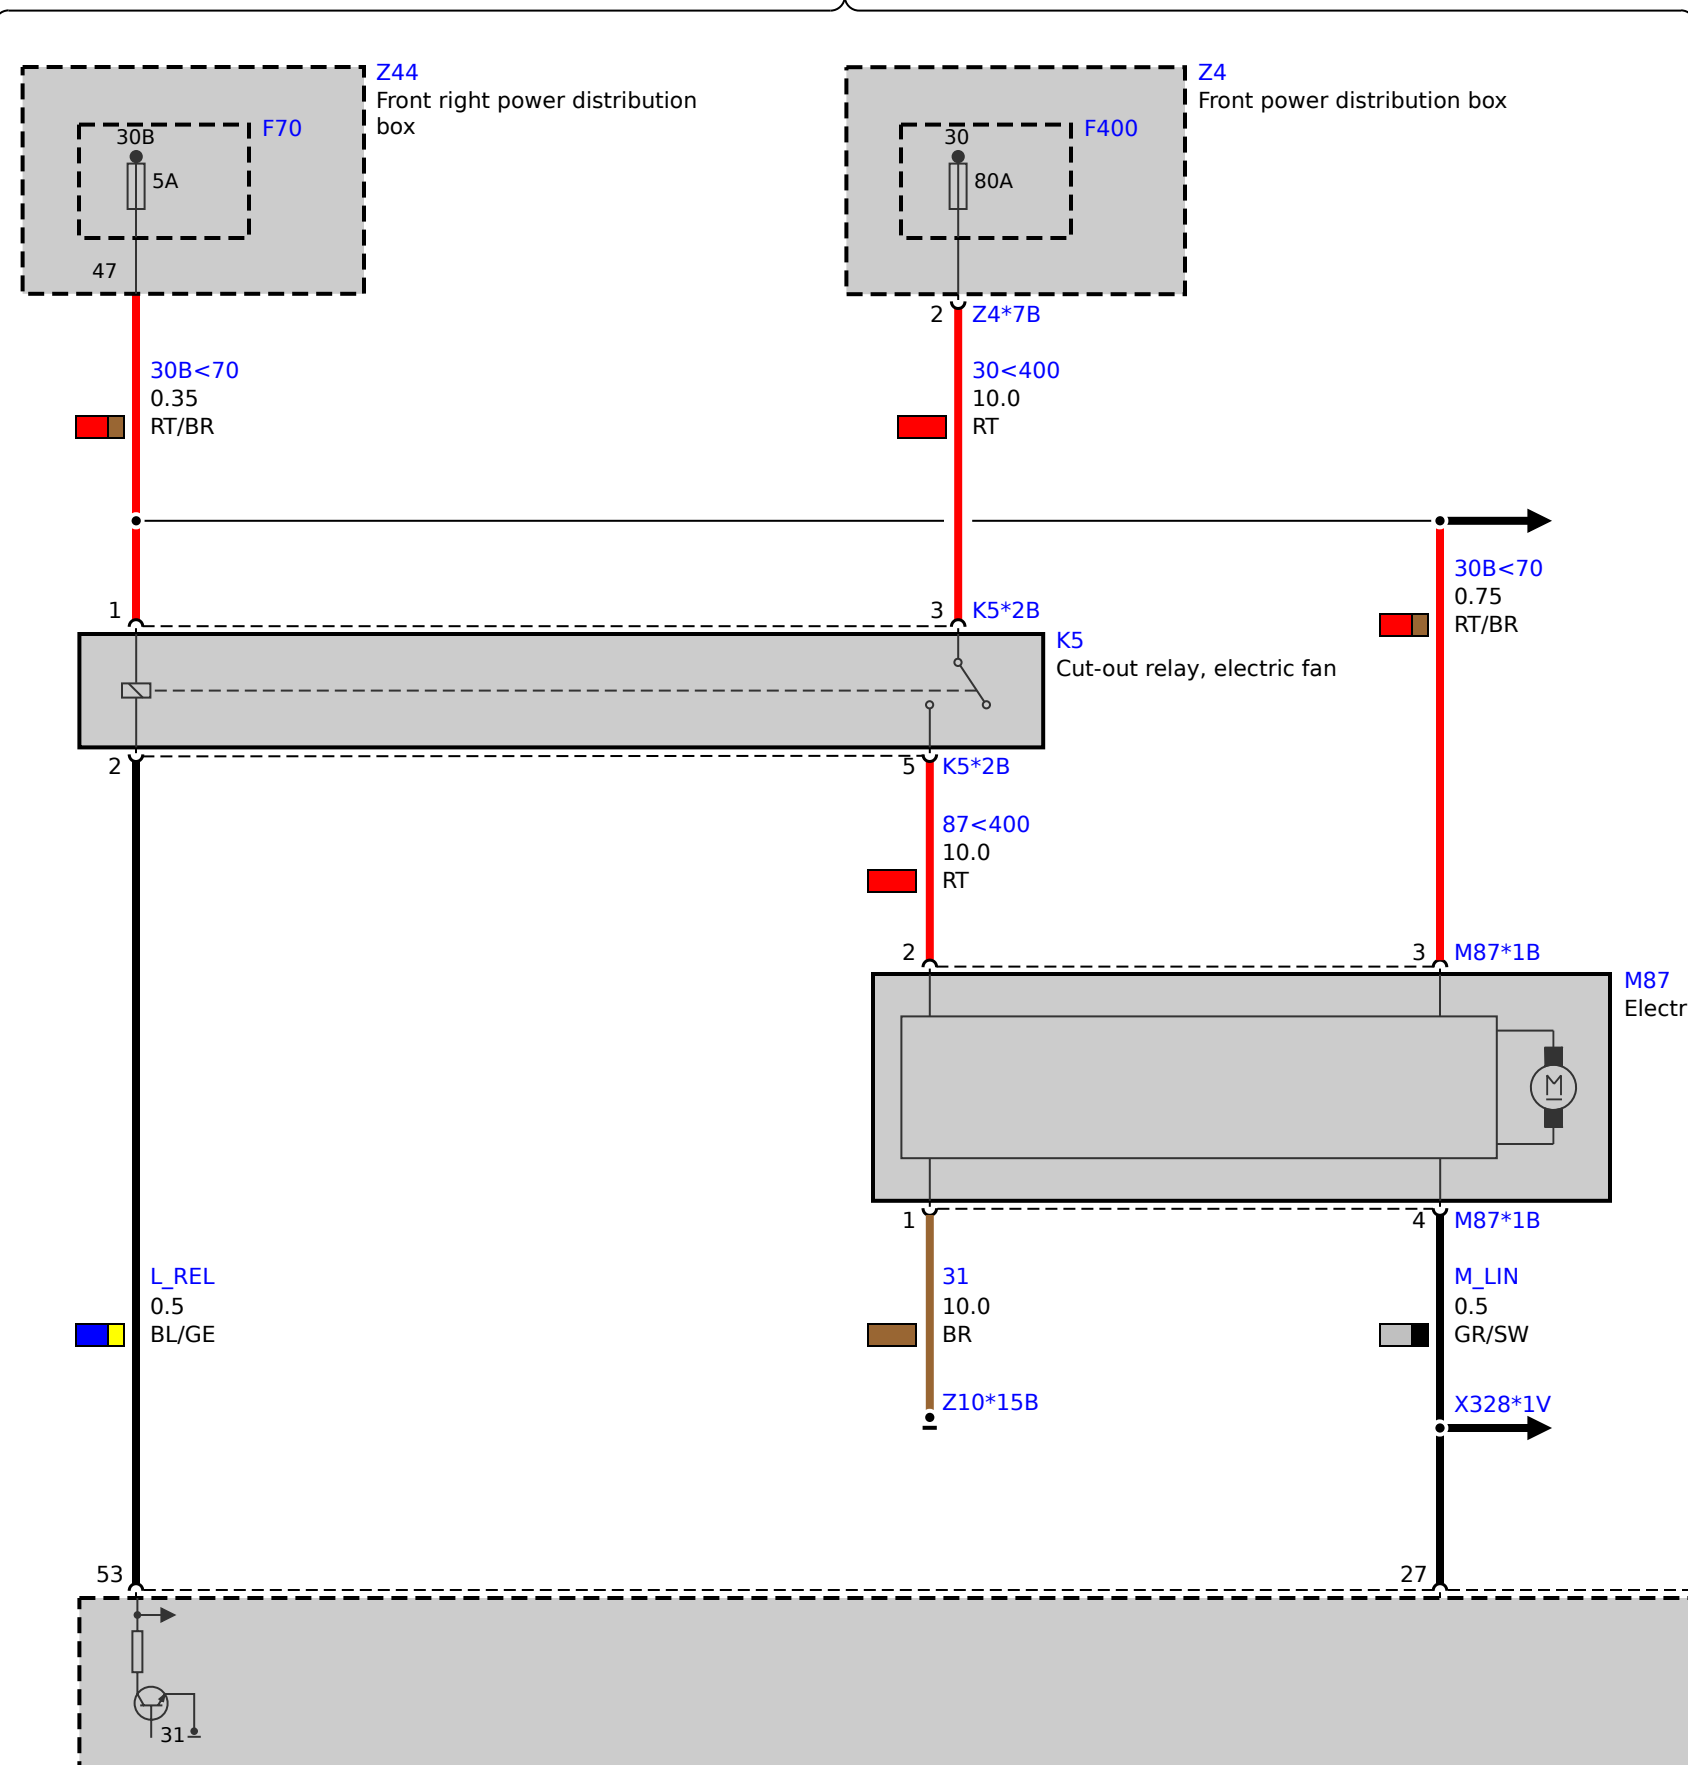 Z44
Front right power distribution
box
F70
30B
5A
47
Z4
Front power distribution box
F400
30
80A
2 Z4*7B
30B<70
0.35
RT/BR
30<400
10.0
RT
30B<70
0.75
RT/BR
1
3 K5*2B
K5
Cut-out relay, electric fan
2
5 K5*2B
87<400
10.0
RT
2
3 M87*1B
M87
Electr
M
1
4 M87*1B
L_REL
0.5
BL/GE
31
10.0
BR
M_LIN
0.5
GR/SW
Z10*15B
X328*1V
53
27
31